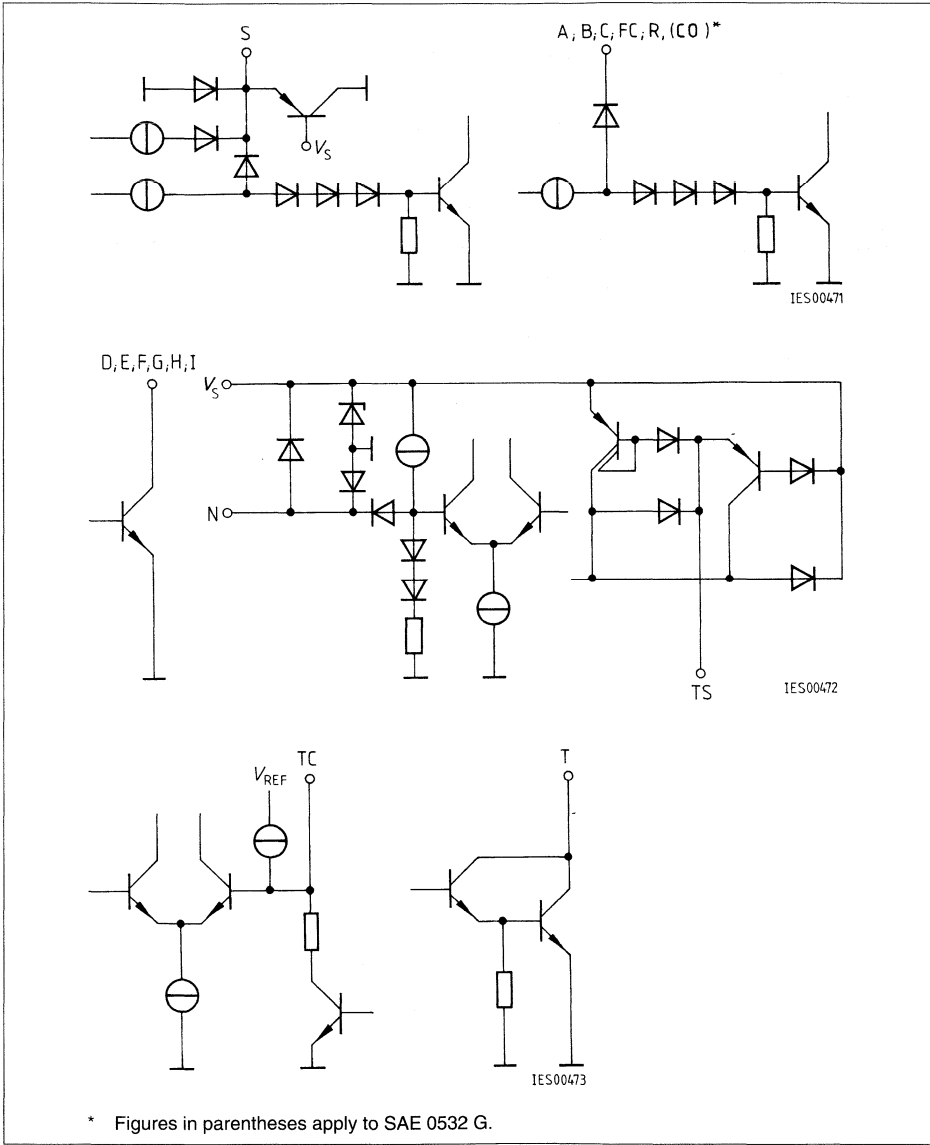 S
A; B; C; FC; R, (CO)*
V_S
IES00471
D; E, F, G, H; I
V_S
N
TS
IES00472
TC
V_REF
T
IES00473
* Figures in parentheses apply to SAE 0532 G.